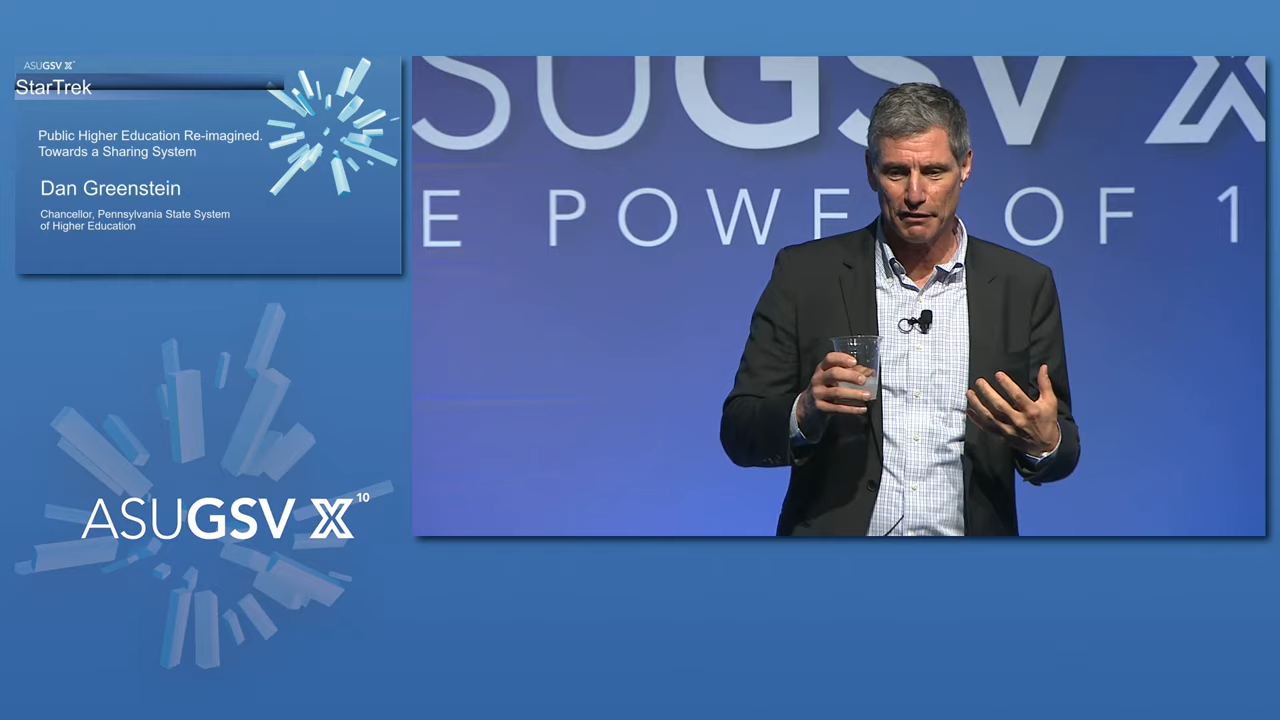 ASUGSV X
StarTrek
Public Higher Education Re-imagined.
Towards a Sharing System
Dan Greenstein
Chancellor, Pennsylvania State System
of Higher Education
ASUGSV X10
SUGSV X
E POWE OF 1